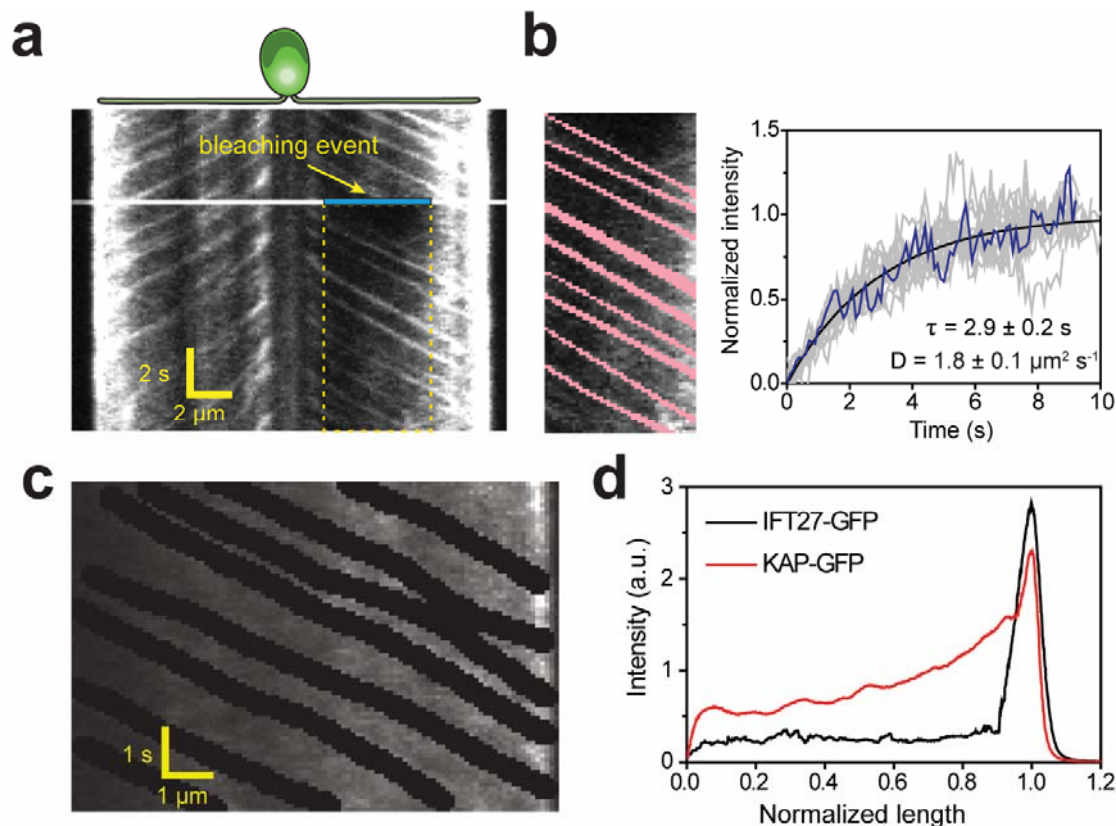 a
bleaching event
2 s
2 µm
b
Normalized intensity
1.5
1.0
0.5
0.0
τ = 2.9 ± 0.2 s
D = 1.8 ± 0.1 µm² s⁻¹
0 2 4 6 8 10
Time (s)
c
1 s
1 µm
d
Intensity (a.u.)
3
2
1
0
IFT27-GFP
KAP-GFP
0.0 0.2 0.4 0.6 0.8 1.0 1.2
Normalized length